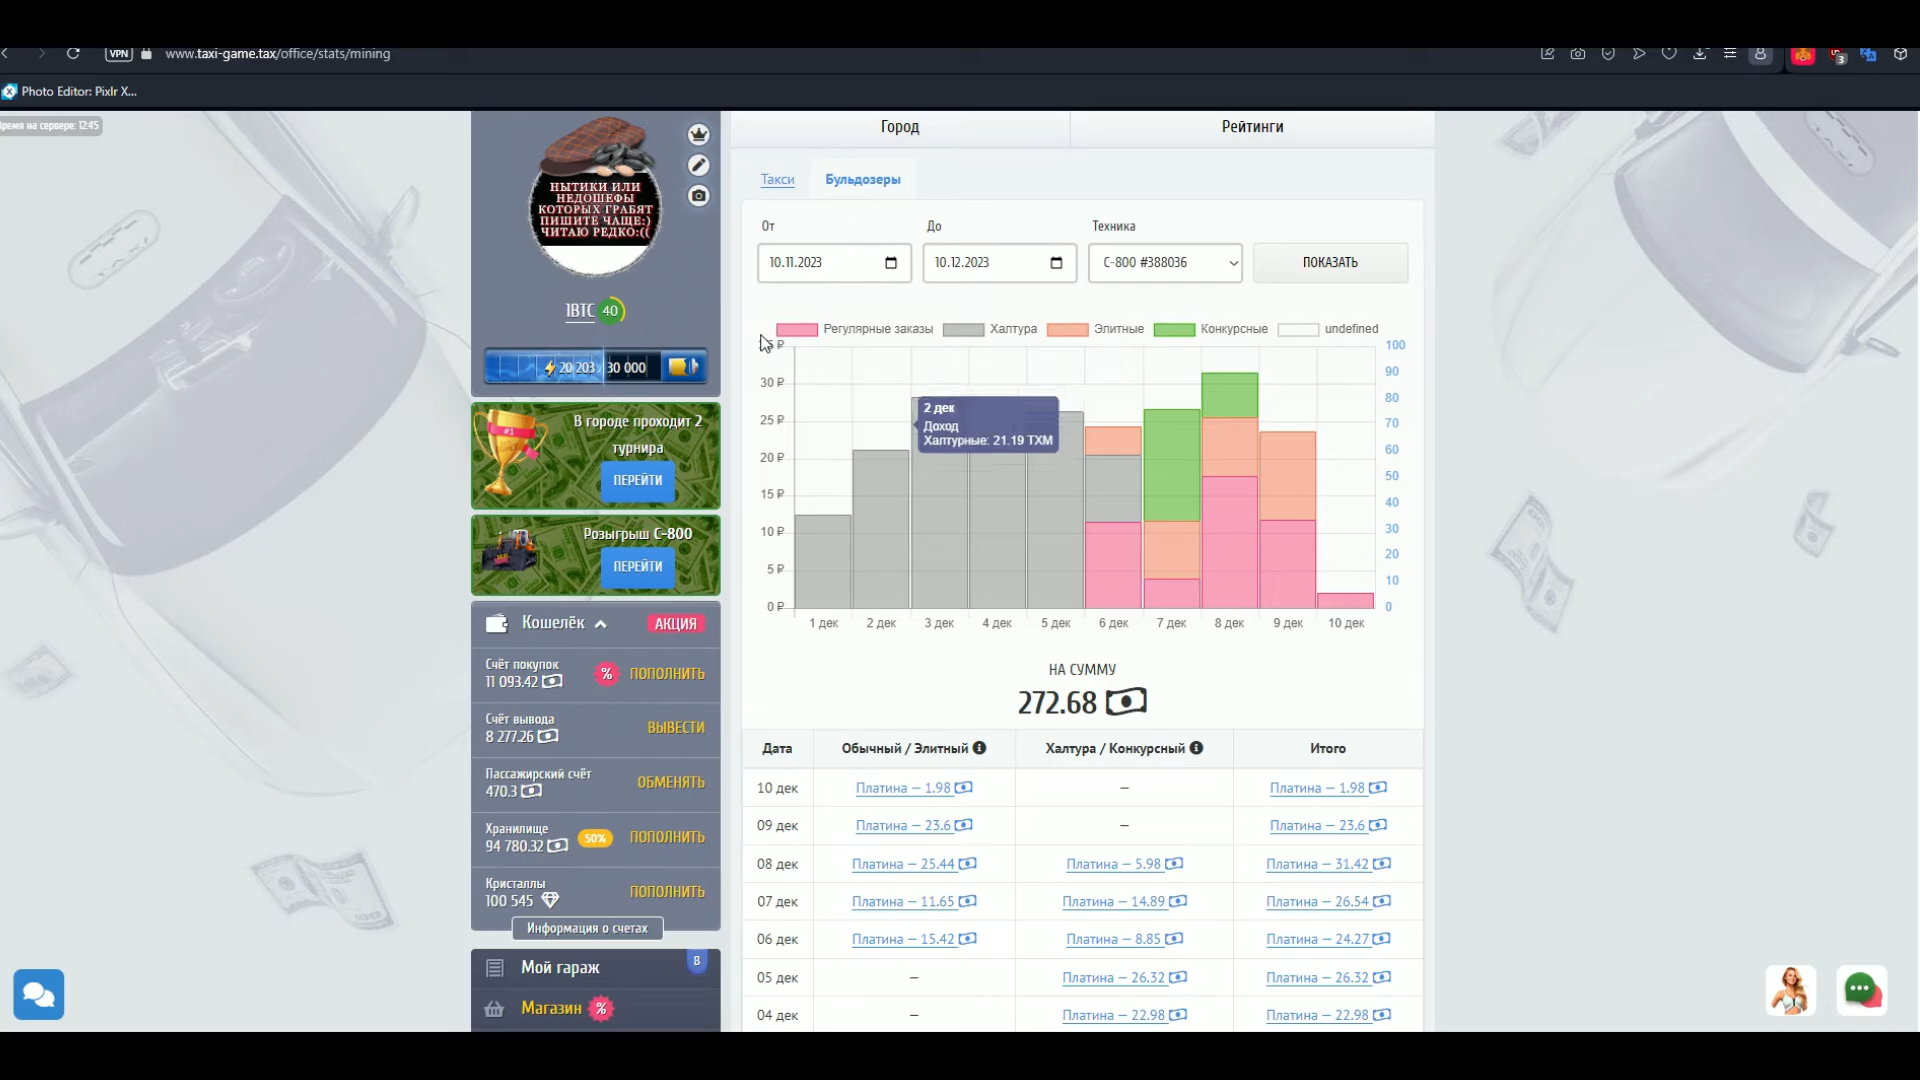 VPN
www.taxi-game.tax/office/stats/mining
3
Photo Editor: Pixlr X...
ремя на сервере: 12:45
НЫТИКИ ИЛИ
НЕДОШЕФЫ
КОТОРЫХ ГРАБЯТ
ПИШИТЕ ЧАЩЕ:)
ЧИТАЮ РЕДКО:((
1BTC 40
20 203 / 30 000
#1
В городе проходит 2
турнира
ПЕРЕЙТИ
Розыгрыш С-800
ПЕРЕЙТИ
Кошелёк
АКЦИЯ
Счёт покупок
11 093.42
%
ПОПОЛНИТЬ
Счёт вывода
8 277.26
ВЫВЕСТИ
Пассажирский счёт
470.3
ОБМЕНЯТЬ
Хранилище
94 780.32
50%
ПОПОЛНИТЬ
Кристаллы
100 545
ПОПОЛНИТЬ
Информация о счетах
Мой гараж
8
Магазин %
Город
Рейтинги
Такси
Бульдозеры
От
До
Техника
10.11.2023
10.12.2023
С-800 #388036
ПОКАЗАТЬ
Регулярные заказы
Халтура
Элитные
Конкурсные
undefined
5 ₽
30 ₽
25 ₽
20 ₽
15 ₽
10 ₽
5 ₽
0 ₽
2 дек
Доход
Халтурные: 21.19 TXM
100
90
80
70
60
50
40
30
20
10
0
1 дек
2 дек
3 дек
4 дек
5 дек
6 дек
7 дек
8 дек
9 дек
10 дек
НА СУММУ
272.68
Дата
Обычный / Элитный
Халтура / Конкурсный
Итого
10 дек
Платина — 1.98
—
Платина — 1.98
09 дек
Платина — 23.6
—
Платина — 23.6
08 дек
Платина — 25.44
Платина — 5.98
Платина — 31.42
07 дек
Платина — 11.65
Платина — 14.89
Платина — 26.54
06 дек
Платина — 15.42
Платина — 8.85
Платина — 24.27
05 дек
—
Платина — 26.32
Платина — 26.32
04 дек
—
Платина — 22.98
Платина — 22.98